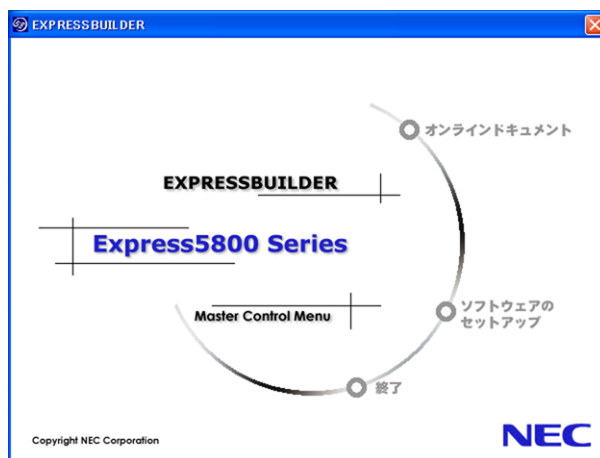 EXPRESSBUILDER
オンラインドキュメント
EXPRESSBUILDER
Express5800 Series
ソフトウェアの
セットアップ
Master Control Menu
終了
Copyright NEC Corporation
NEC